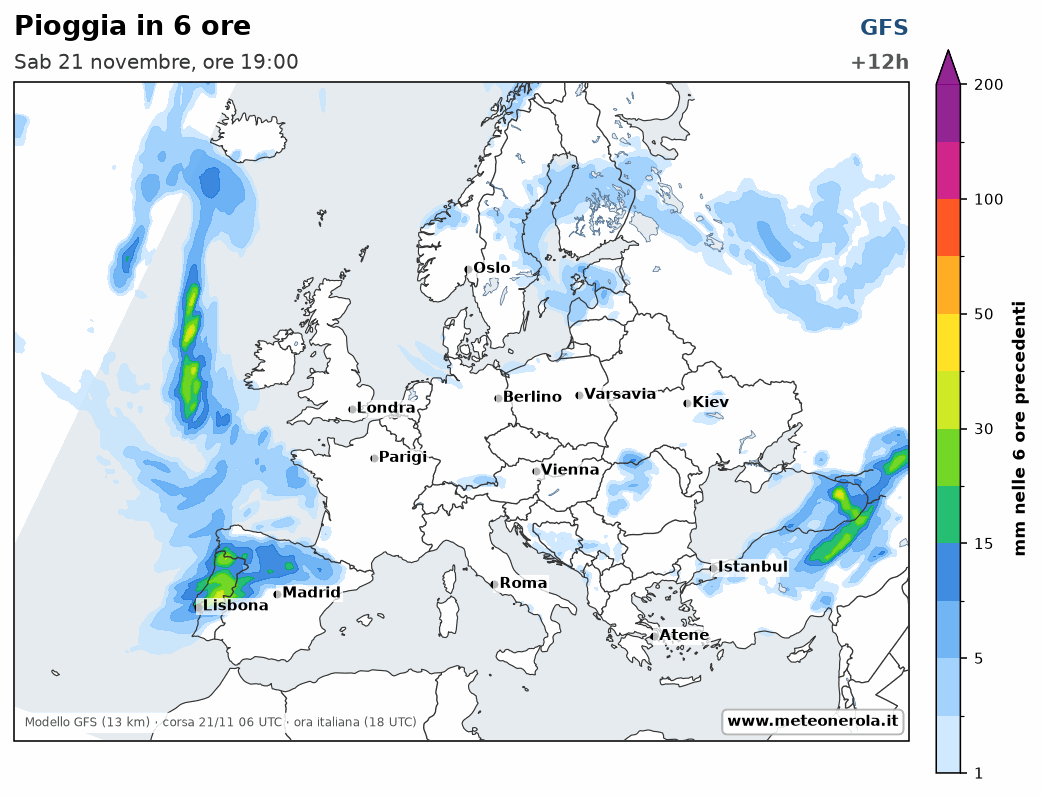 Pioggia in 6 ore
GFS
Sab 21 novembre, ore 19:00
+12h
200
100
50
30
15
5
1
mm nelle 6 ore precedenti
Oslo
Berlino
Varsavia
Kiev
Londra
Parigi
Vienna
Istanbul
Roma
Madrid
Lisbona
Atene
Modello GFS (13 km) · corsa 21/11 06 UTC · ora italiana (18 UTC)
www.meteonerola.it